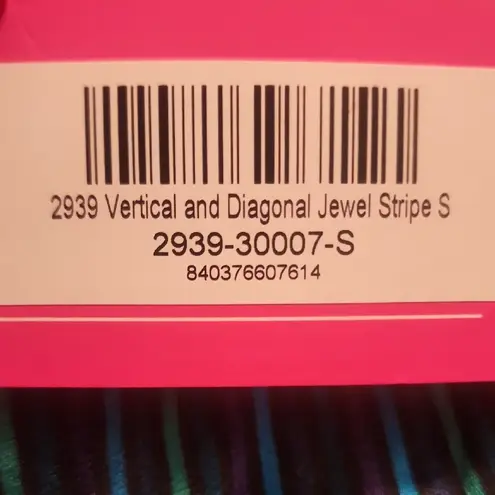 2939 Vertical and Diagonal Jewel Stripe S
2939-30007-S
840376607614